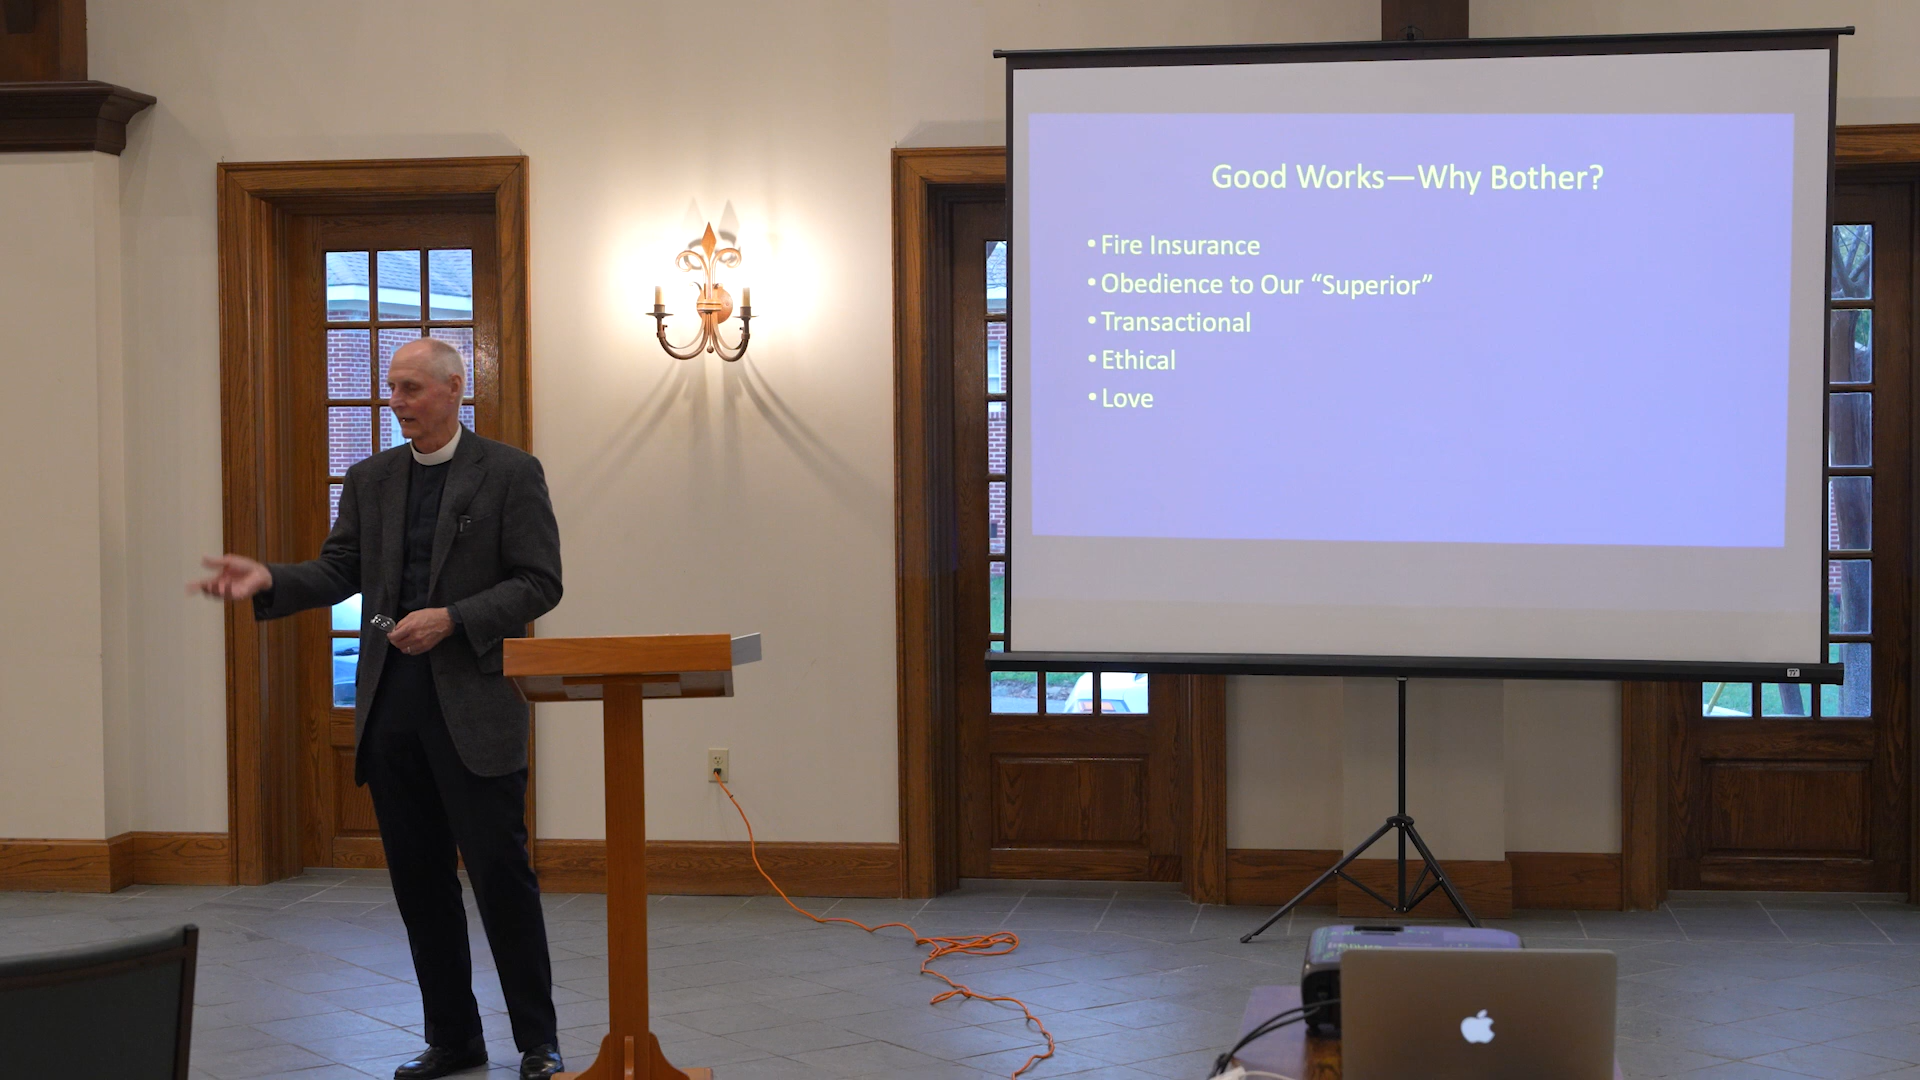 Good Works—Why Bother?
• Fire Insurance
• Obedience to Our “Superior”
• Transactional
• Ethical
• Love